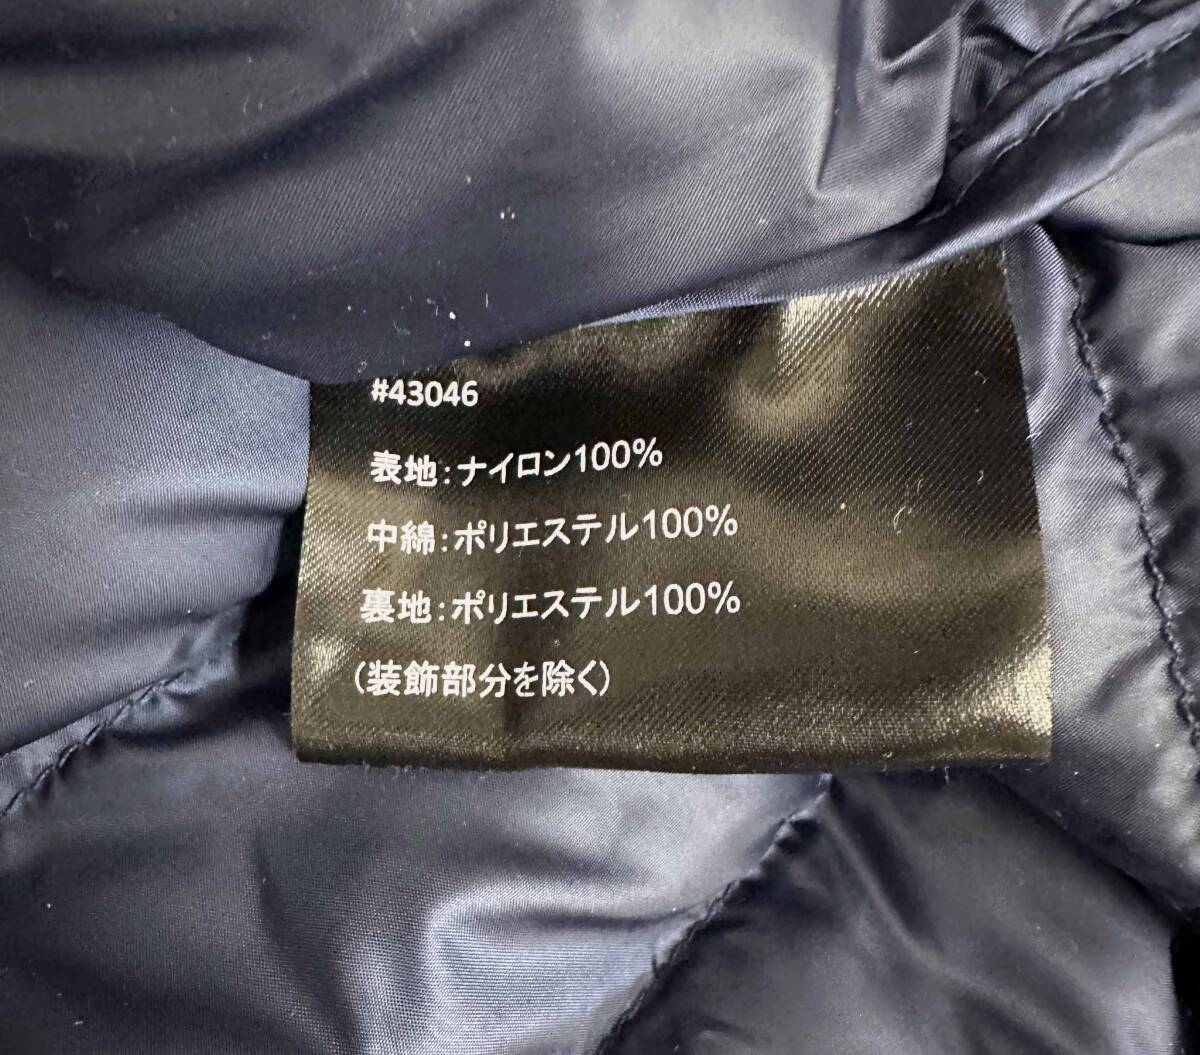 #43046
表地：ナイロン100%
中綿：ポリエステル100%
裏地：ポリエステル100%
（装飾部分を除く）